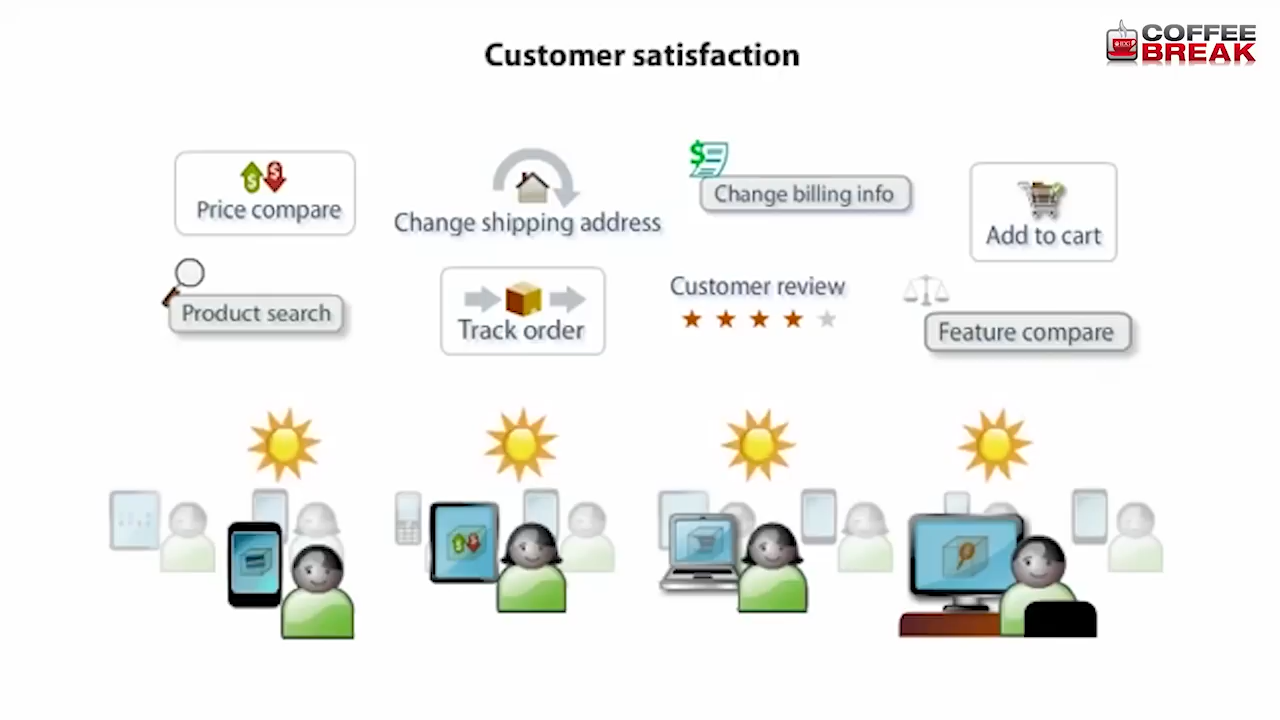 Customer satisfaction
COFFEE
BREAK
Price compare
Change shipping address
Change billing info
Add to cart
Product search
Track order
Customer review
Feature compare